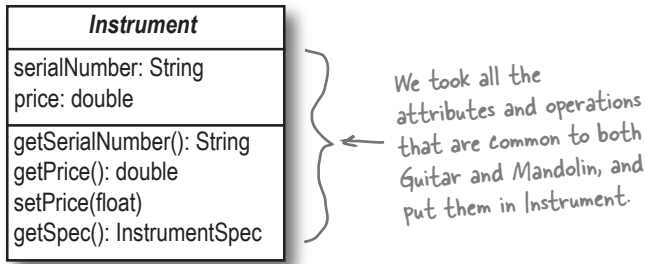 Instrument
serialNumber: String
price: double
getSerialNumber(): String
getPrice(): double
setPrice(float)
getSpec(): InstrumentSpec
We took all the
attributes and operations
that are common to both
Guitar and Mandolin, and
put them in Instrument.